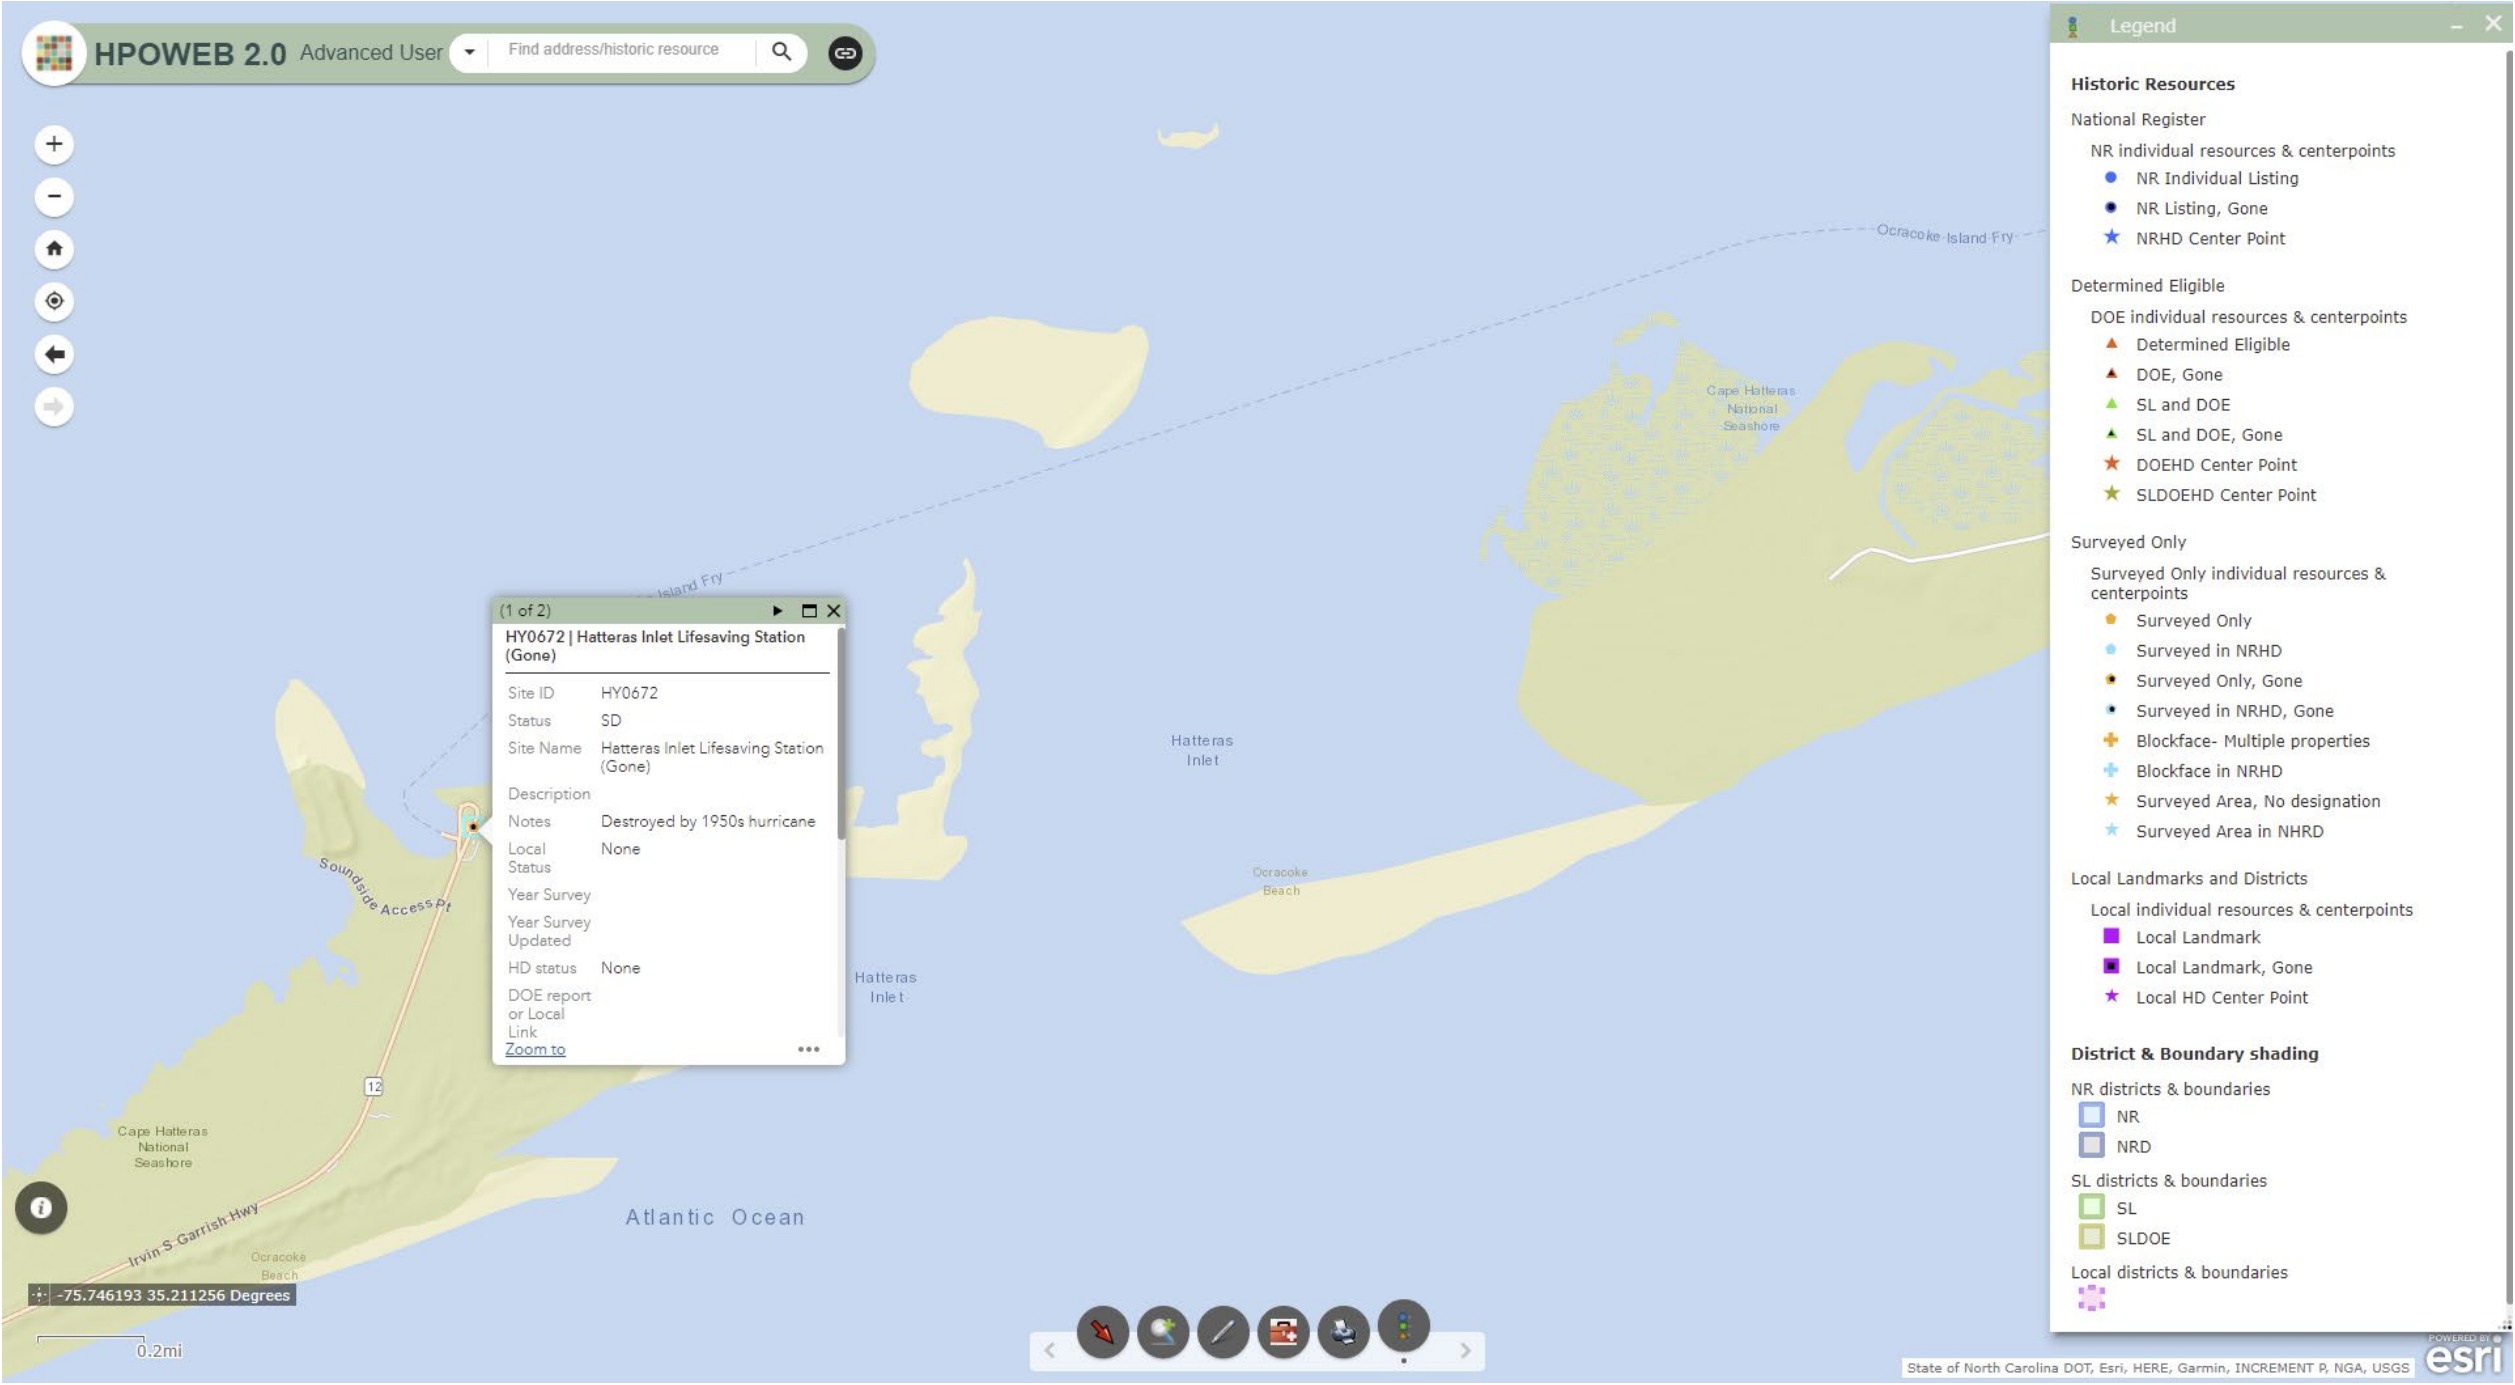 HPOWEB 2.0 Advanced User Find address/historic resource
Ocracoke Island Fry
Cape Hatteras
National
Seashore
Island Fry
(1 of 2)
HY0672 | Hatteras Inlet Lifesaving Station
(Gone)
Site ID HY0672
Status SD
Site Name Hatteras Inlet Lifesaving Station
(Gone)
Description
Notes Destroyed by 1950s hurricane
Local None
Status
Year Survey
Year Survey
Updated
HD status None
DOE report
or Local
Link
Zoom to
Hatteras
Inlet
Ocracoke
Beach
Soundside Access Pt
Hatteras
Inlet
12
Cape Hatteras
National
Seashore
Irvin S Garrish Hwy
Atlantic Ocean
Ocracoke
Beach
-75.746193 35.211256 Degrees
0.2mi
Legend
Historic Resources
National Register
NR individual resources & centerpoints
NR Individual Listing
NR Listing, Gone
NRHD Center Point
Determined Eligible
DOE individual resources & centerpoints
Determined Eligible
DOE, Gone
SL and DOE
SL and DOE, Gone
DOEHD Center Point
SLDOEHD Center Point
Surveyed Only
Surveyed Only individual resources &
centerpoints
Surveyed Only
Surveyed in NRHD
Surveyed Only, Gone
Surveyed in NRHD, Gone
Blockface- Multiple properties
Blockface in NRHD
Surveyed Area, No designation
Surveyed Area in NHRD
Local Landmarks and Districts
Local individual resources & centerpoints
Local Landmark
Local Landmark, Gone
Local HD Center Point
District & Boundary shading
NR districts & boundaries
NR
NRD
SL districts & boundaries
SL
SLDOE
Local districts & boundaries
POWERED BY
esri
State of North Carolina DOT, Esri, HERE, Garmin, INCREMENT P, NGA, USGS